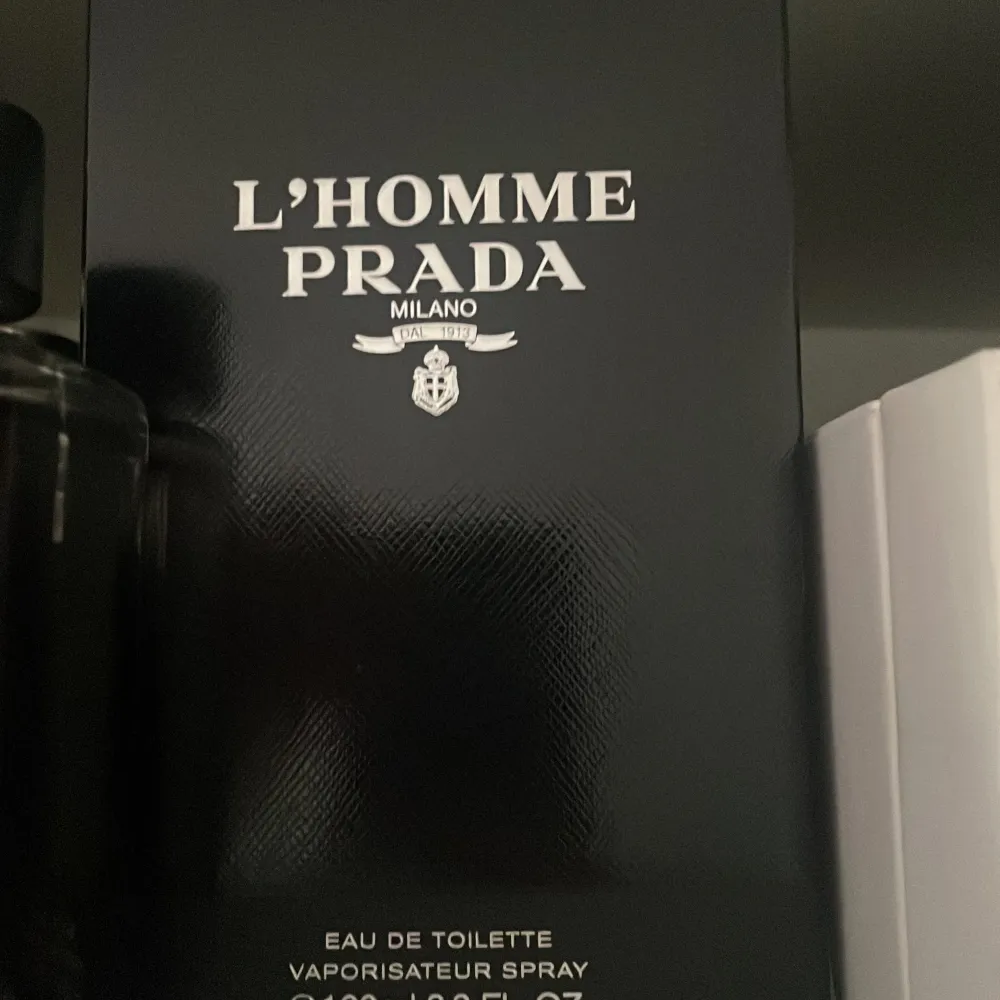 L'HOMME
PRADA
MILANO
DAL 1913
EAU DE TOILETTE
VAPORISATEUR SPRAY